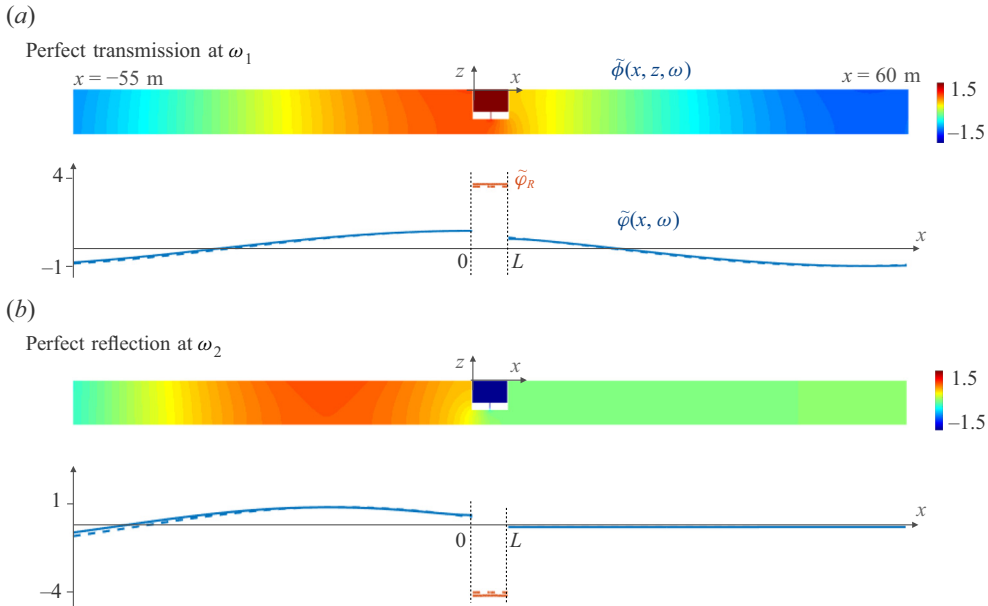 (a)
Perfect transmission at ω₁
x = −55 m
z
x
ϕ̃(x, z, ω)
x = 60 m
1.5
−1.5
4
φ̃_R
φ̃(x, ω)
x
0
L
−1
(b)
Perfect reflection at ω₂
z
x
1.5
−1.5
1
x
0
L
−4